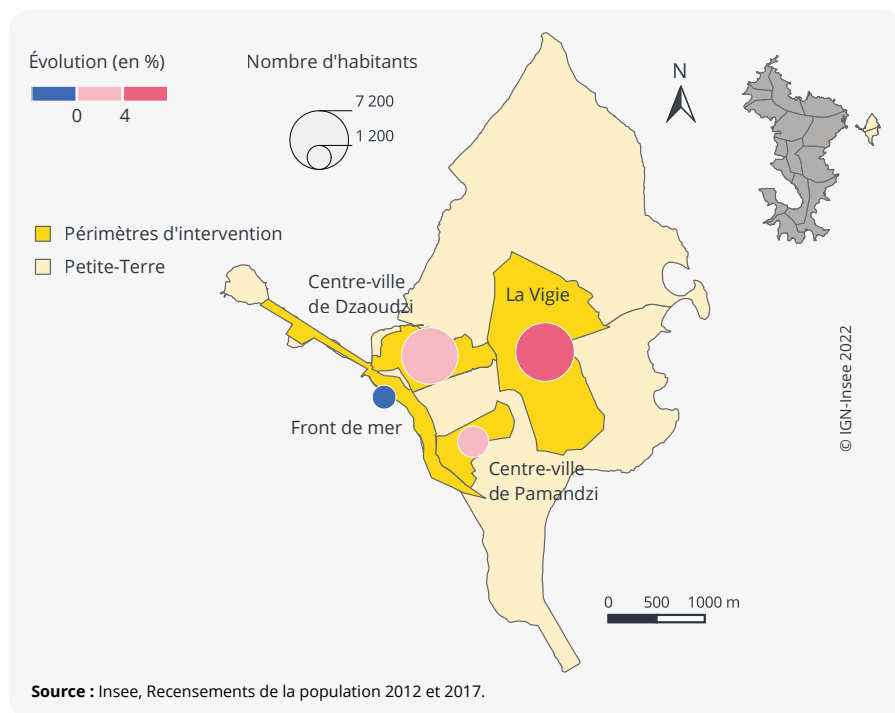 Évolution (en %)
0 4
Nombre d'habitants
7 200
1 200
N
Périmètres d'intervention
Petite-Terre
Centre-ville
de Dzaoudzi
La Vigie
Front de mer
Centre-ville
de Pamandzi
© IGN-Insee 2022
0 500 1000 m
Source : Insee, Recensements de la population 2012 et 2017.